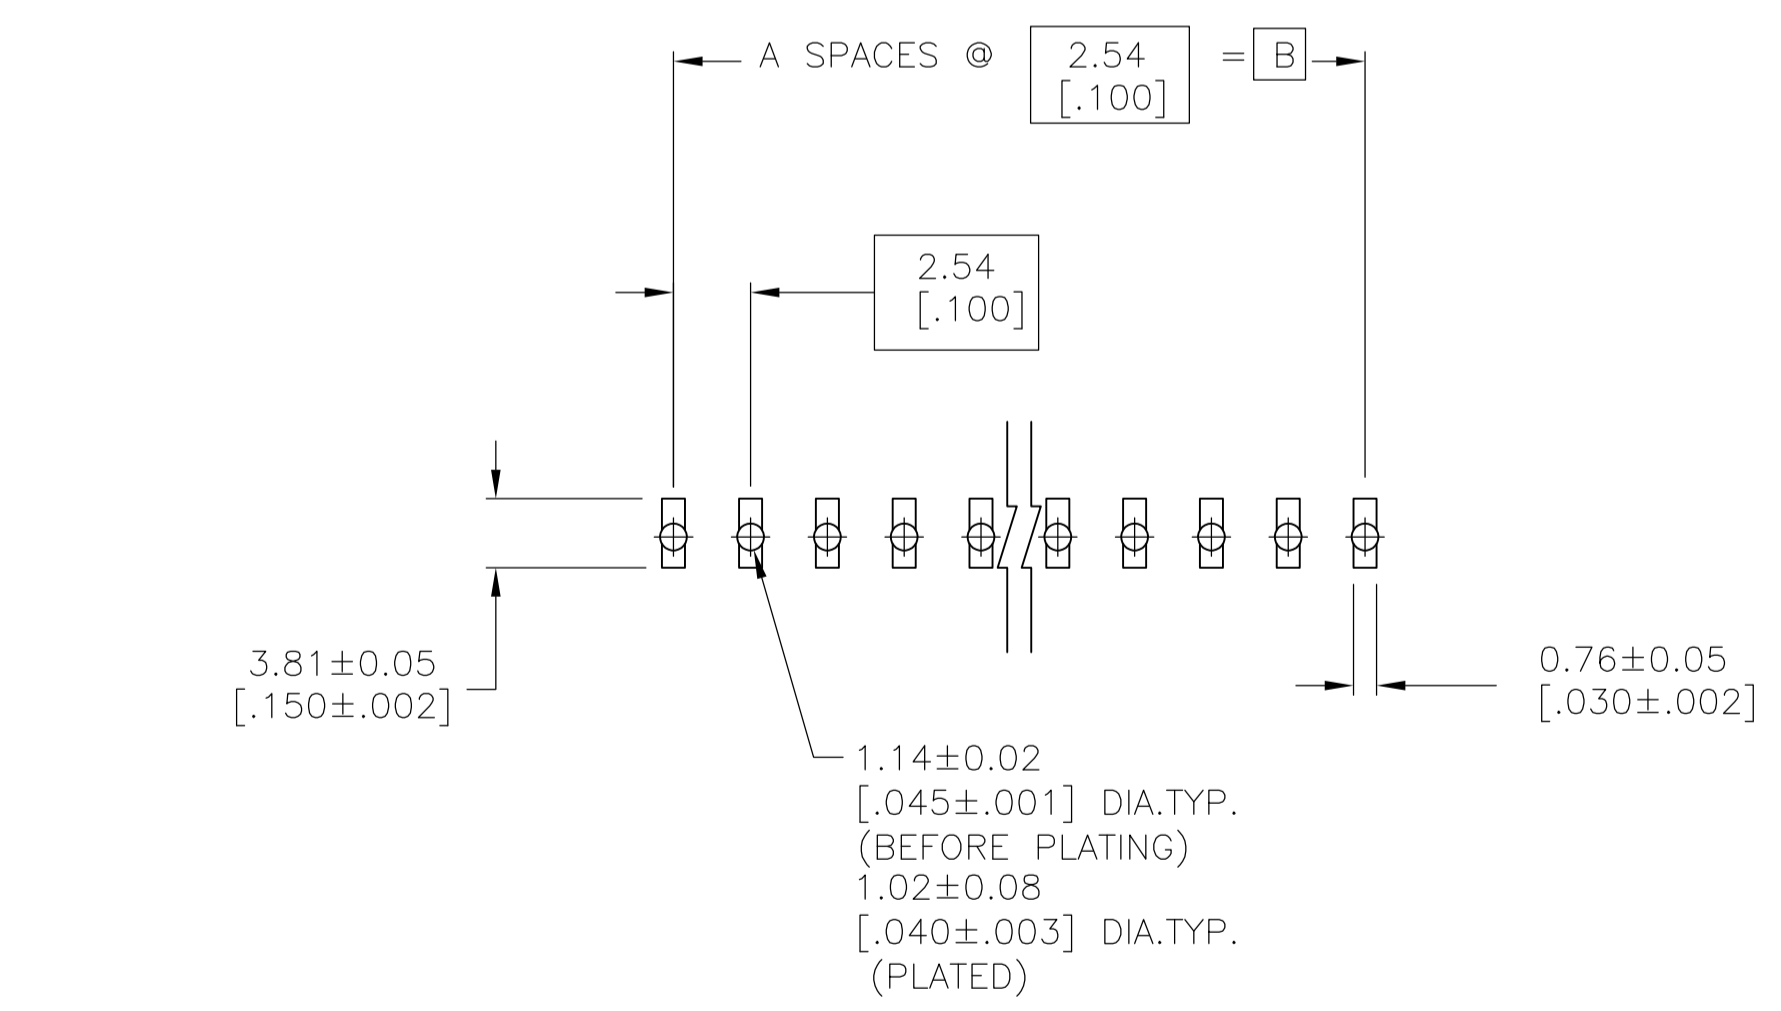 A SPACES @ 2.54 = B
[.100]
2.54
[.100]
3.81±0.05
[.150±.002]
0.76±0.05
[.030±.002]
1.14±0.02
[.045±.001] DIA.TYP.
(BEFORE PLATING)
1.02±0.08
[.040±.003] DIA.TYP.
(PLATED)